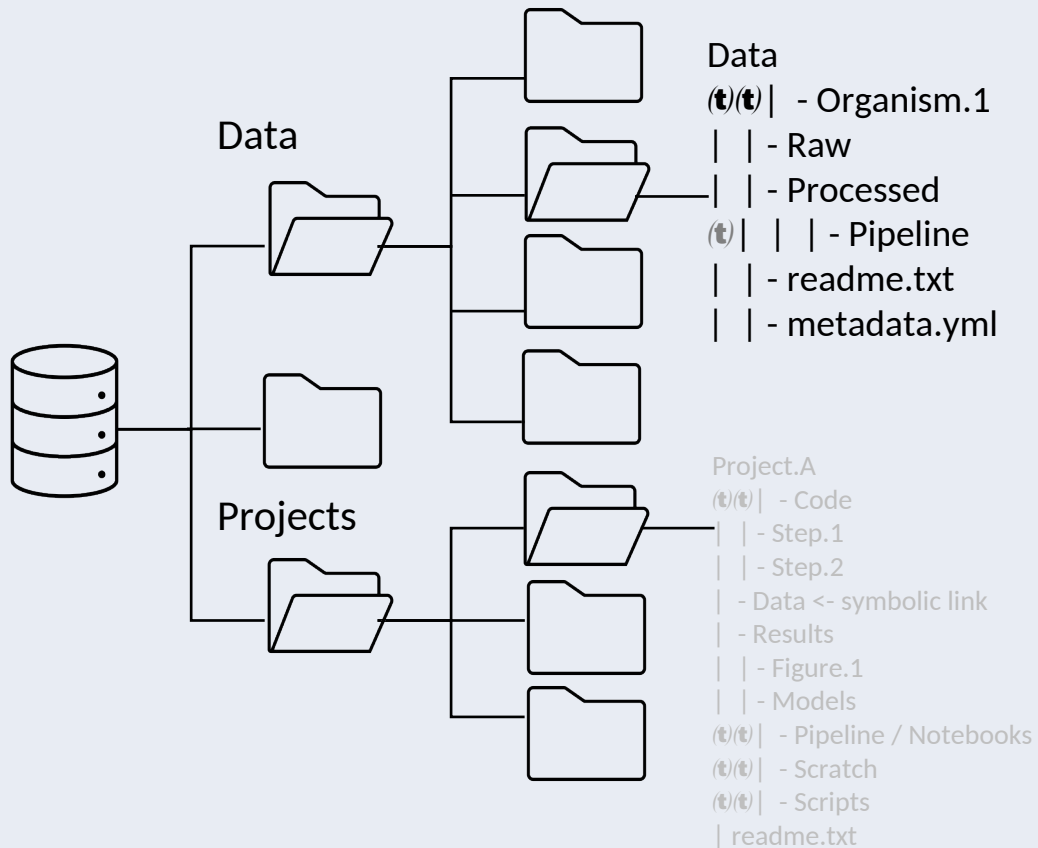 Data
Data
(t)(t)| - Organism.1
| | - Raw
| | - Processed
(t)| | | - Pipeline
| | - readme.txt
| | - metadata.yml
Projects
Project.A
(t)(t)| - Code
| | - Step.1
| | - Step.2
| - Data <- symbolic link
| - Results
| | - Figure.1
| | - Models
(t)(t)| - Pipeline / Notebooks
(t)(t)| - Scratch
(t)(t)| - Scripts
| readme.txt